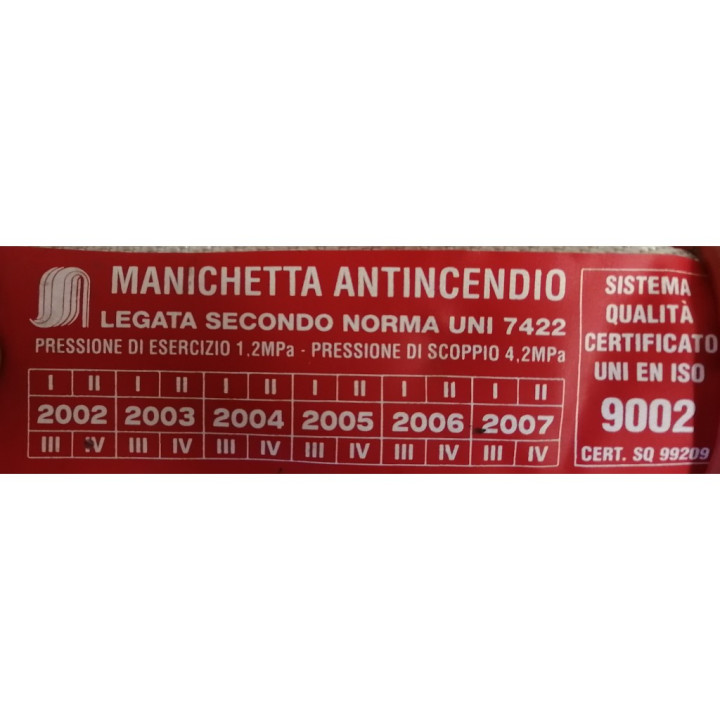 MANICHETTA ANTINCENDIO
LEGATA SECONDO NORMA UNI 7422
PRESSIONE DI ESERCIZIO 1,2MPa - PRESSIONE DI SCOPPIO 4,2MPa
I II I II I II I II I II I II
2002 2003 2004 2005 2006 2007
III IV III IV III IV III IV III IV III IV
SISTEMA
QUALITÀ
CERTIFICATO
UNI EN ISO
9002
CERT. SQ 99209